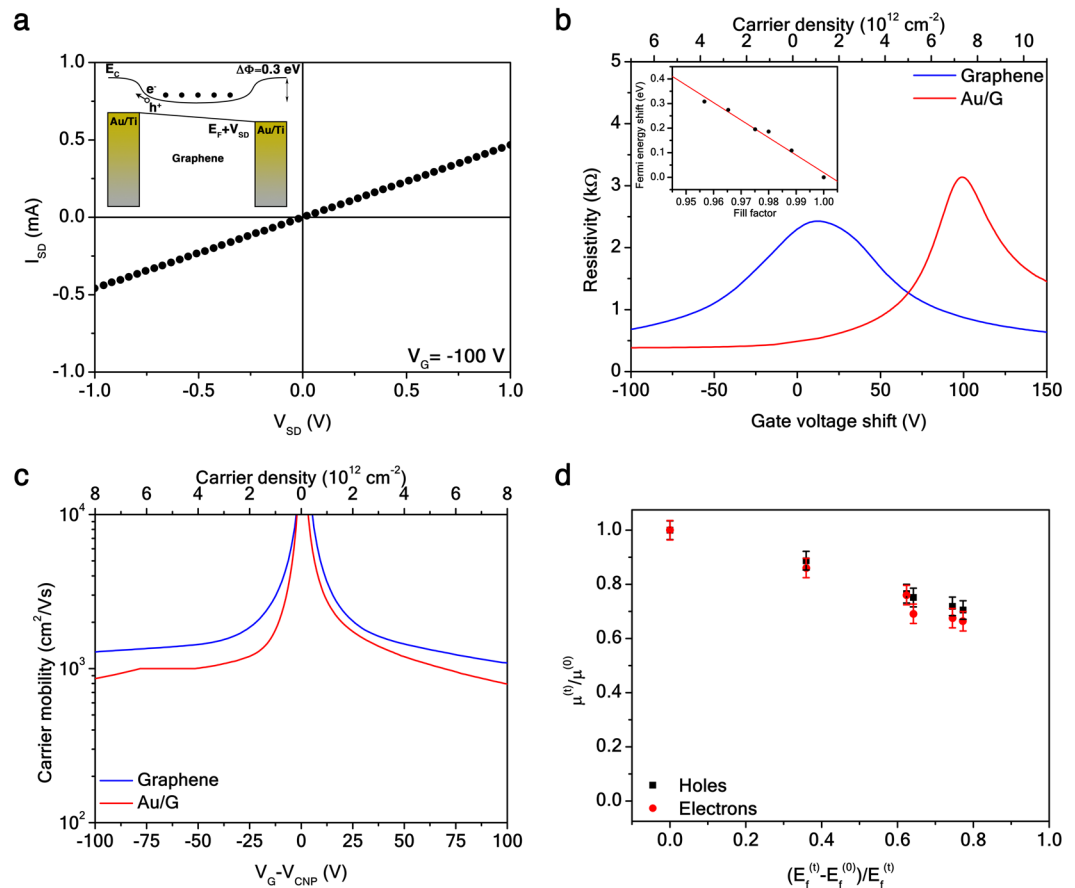 a
E_C
ΔΦ=0.3 eV
e⁻
h⁺
Au/Ti
Au/Ti
E_F+V_SD
Graphene
1.0
0.5
0.0
-0.5
-1.0
I_SD (mA)
V_G= -100 V
-1.0 -0.5 0.0 0.5 1.0
V_SD (V)
b
Carrier density (10¹² cm⁻²)
6 4 2 0 2 4 6 8 10
5
4
3
2
1
0
Resistivity (kΩ)
Graphene
Au/G
0.4
0.3
0.2
0.1
0.0
Fermi energy shift (eV)
0.95 0.96 0.97 0.98 0.99 1.00
Fill factor
-100 -50 0 50 100 150
Gate voltage shift (V)
c
Carrier density (10¹² cm⁻²)
8 6 4 2 0 2 4 6 8
10⁴
10³
10²
Carrier mobility (cm²/Vs)
Graphene
Au/G
-100 -75 -50 -25 0 25 50 75 100
V_G-V_CNP (V)
d
1.0
0.8
0.6
0.4
0.2
0.0
μ⁽ᵗ⁾/μ⁽⁰⁾
Holes
Electrons
0.0 0.2 0.4 0.6 0.8 1.0
(E_f⁽ᵗ⁾-E_f⁽⁰⁾)/E_f⁽ᵗ⁾